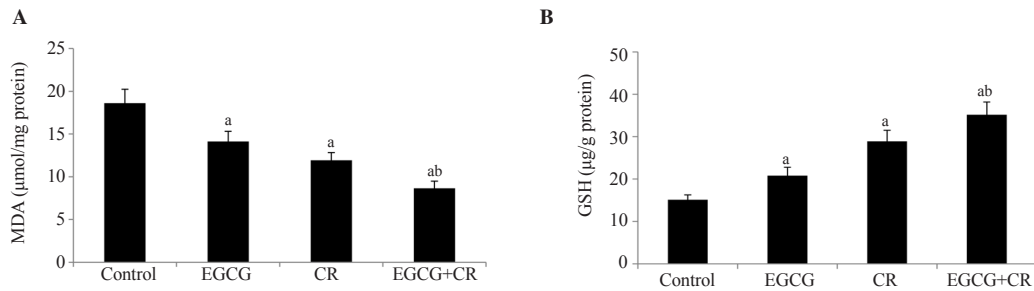 A
MDA (μmol/mg protein)
25
20
15
10
5
0
a
a
ab
Control
EGCG
CR
EGCG+CR
B
GSH (μg/g protein)
50
40
30
20
10
0
a
a
ab
Control
EGCG
CR
EGCG+CR